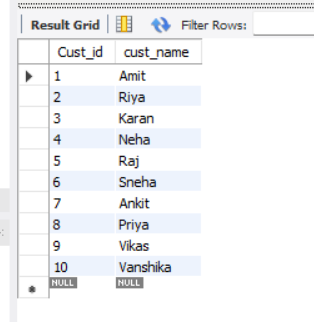 Result Grid Filter Rows:
Cust_id cust_name
1 Amit
2 Riya
3 Karan
4 Neha
5 Raj
6 Sneha
7 Ankit
8 Priya
9 Vikas
10 Vanshika
NULL NULL